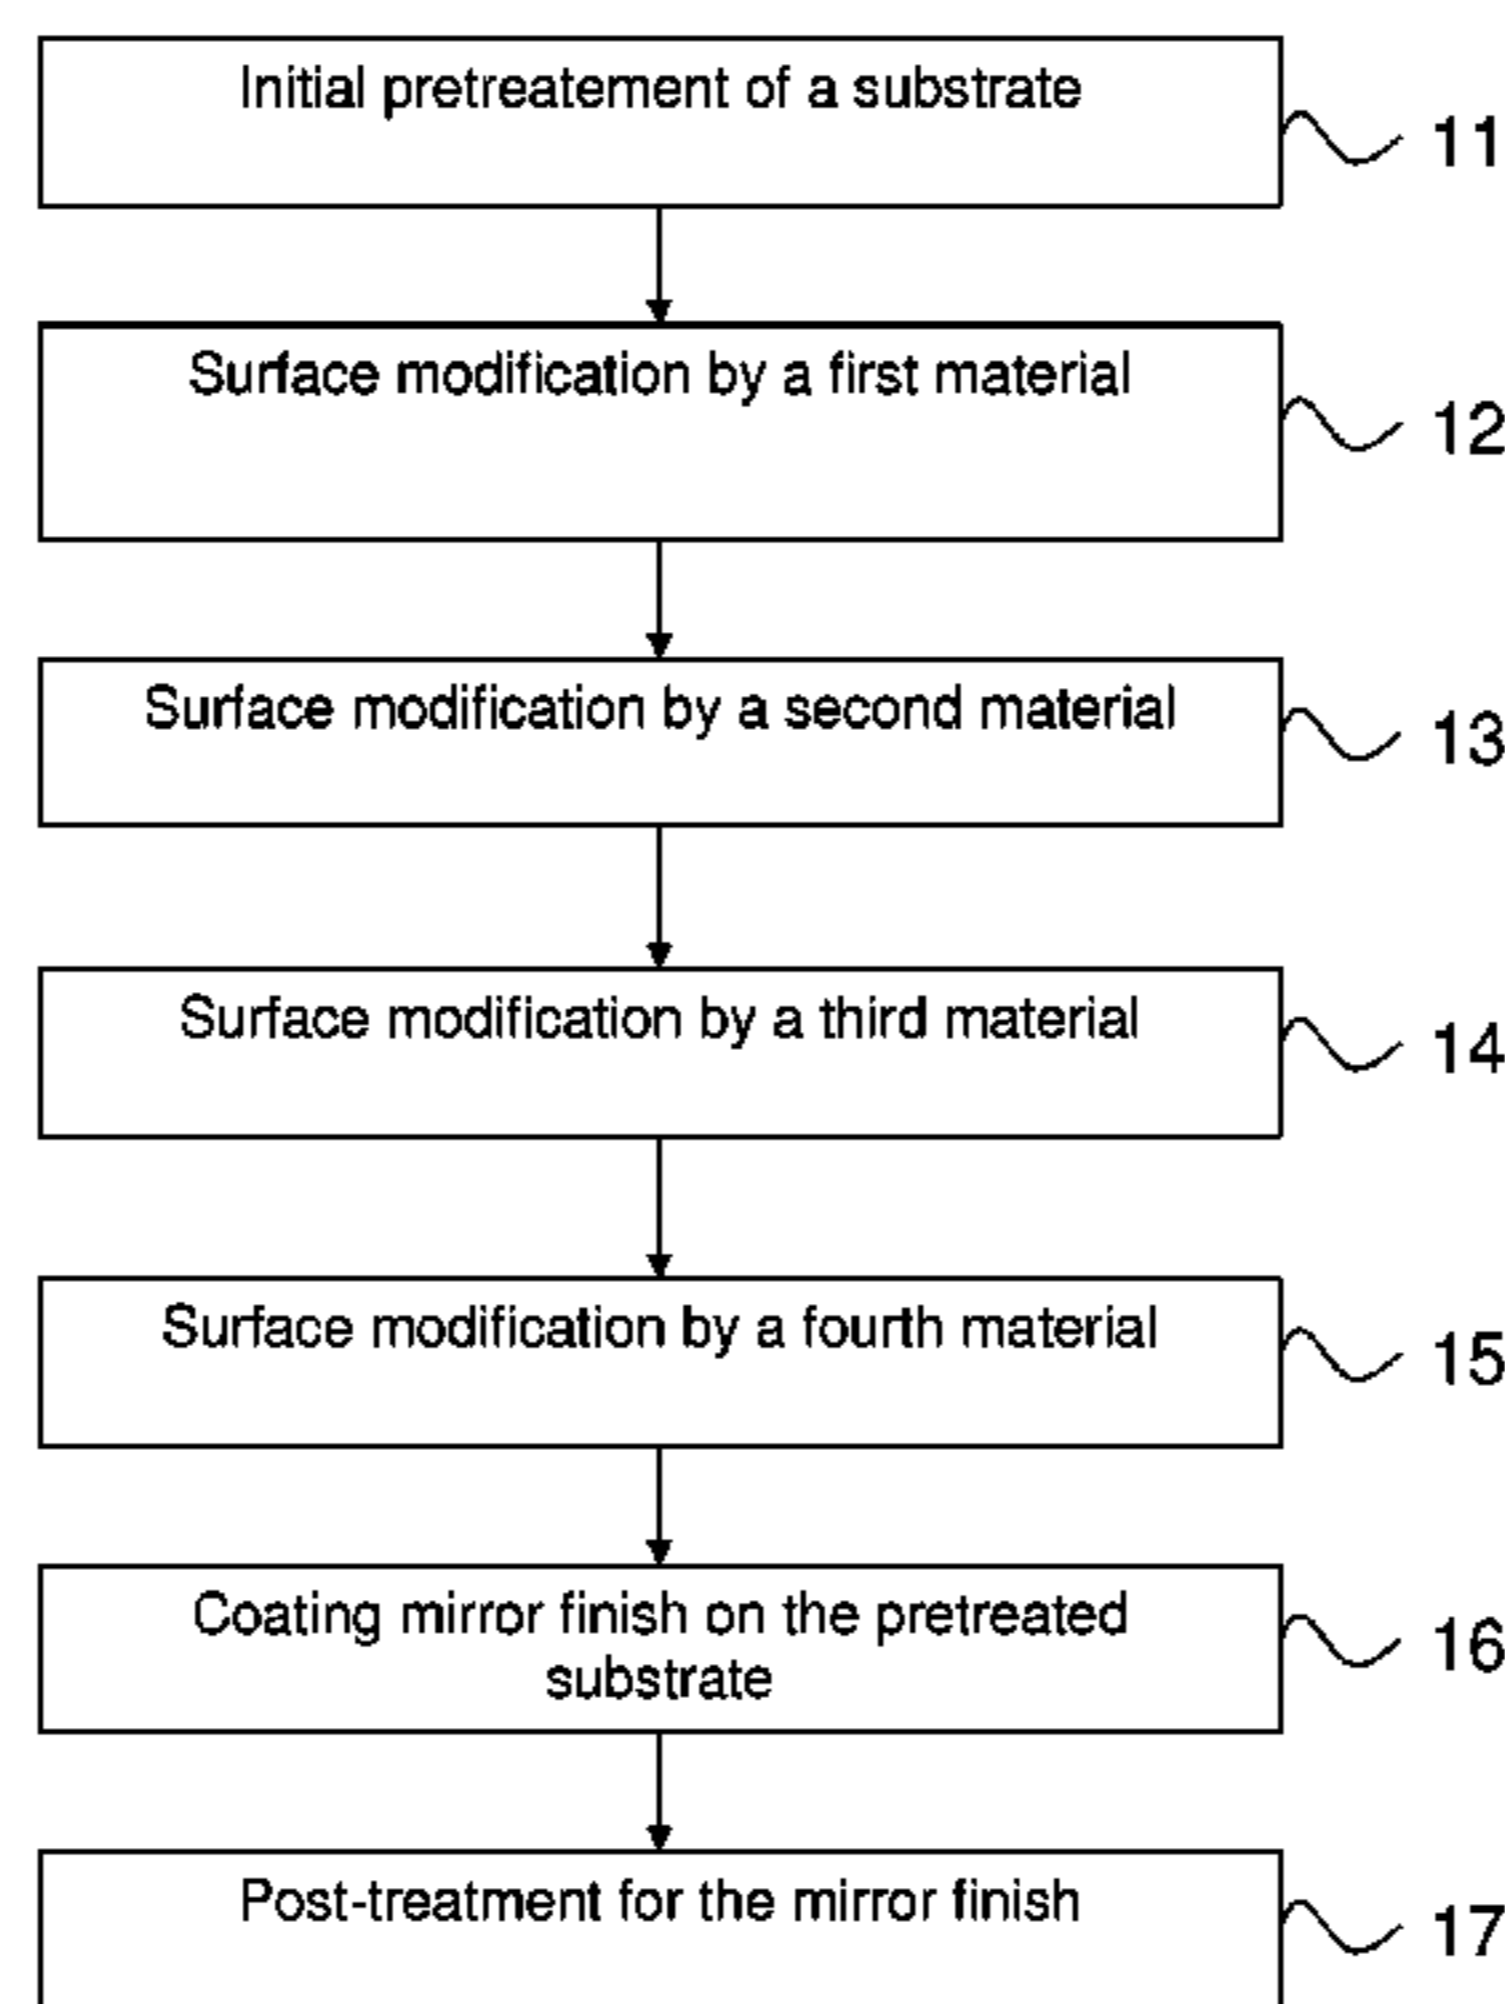 Initial pretreatement of a substrate
11
Surface modification by a first material
12
Surface modification by a second material
13
Surface modification by a third material
14
Surface modification by a fourth material
15
Coating mirror finish on the pretreated
substrate
16
Post-treatment for the mirror finish
17